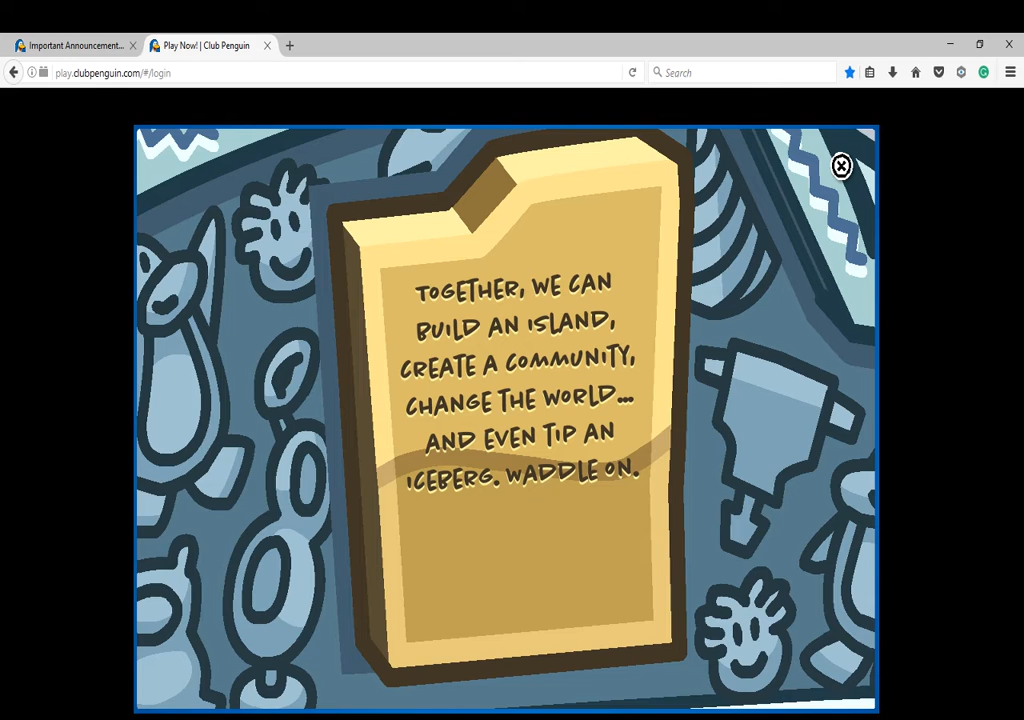 Important Announcement...
Play Now! | Club Penguin
play.clubpenguin.com/#/login
Search
TOGETHER, WE CAN
BUILD AN ISLAND,
CREATE A COMMUNITY,
CHANGE THE WORLD...
AND EVEN TIP AN
ICEBERG. WADDLE ON.